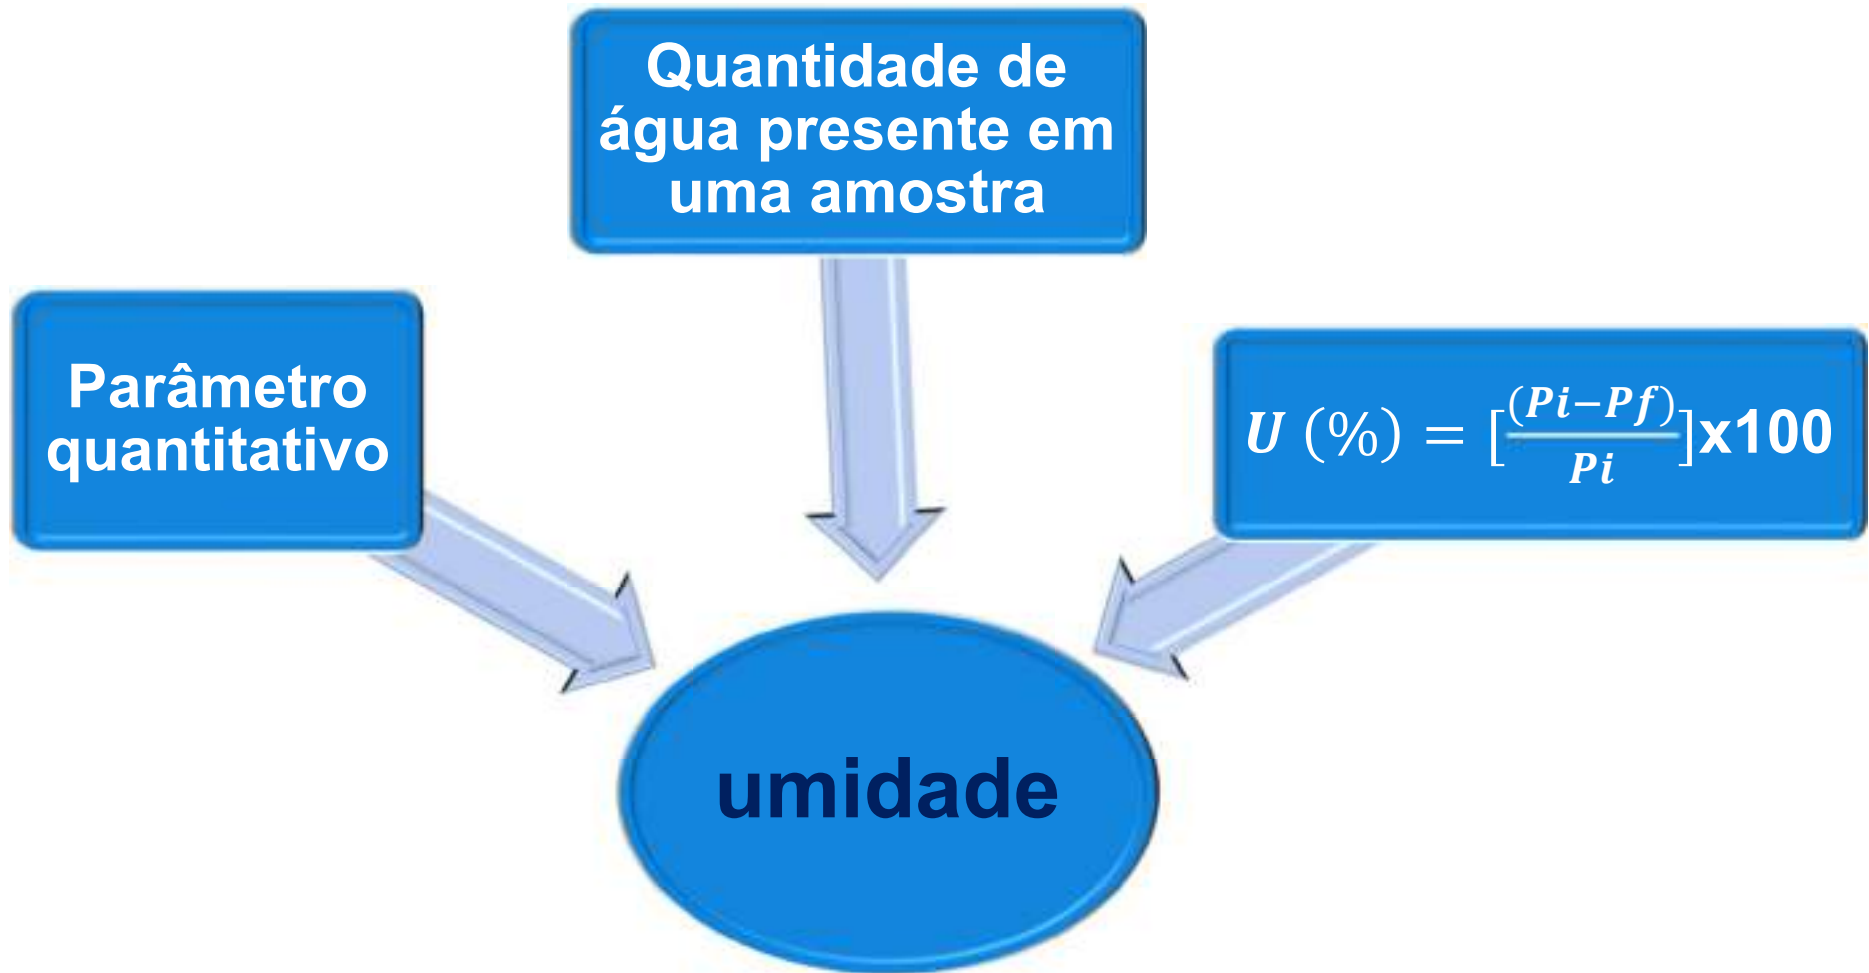 Quantidade de
água presente em
uma amostra
Parâmetro
quantitativo
U (%) = [(Pi−Pf)/Pi]x100
umidade